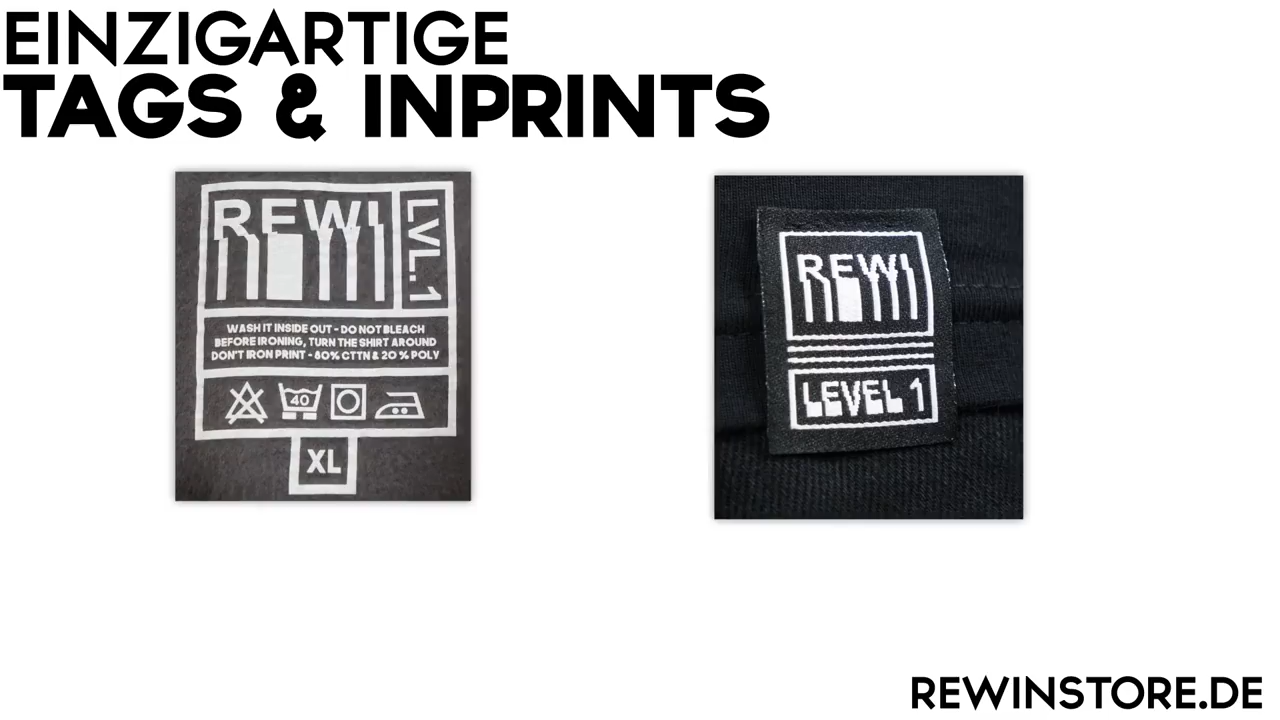 EINZIGARTIGE
TAGS & INPRINTS
REWI
LVL.1
WASH IT INSIDE OUT - DO NOT BLEACH
BEFORE IRONING, TURN THE SHIRT AROUND
DON'T IRON PRINT - 80% CTTN & 20 % POLY
40
XL
REWI
LEVEL 1
REWINSTORE.DE